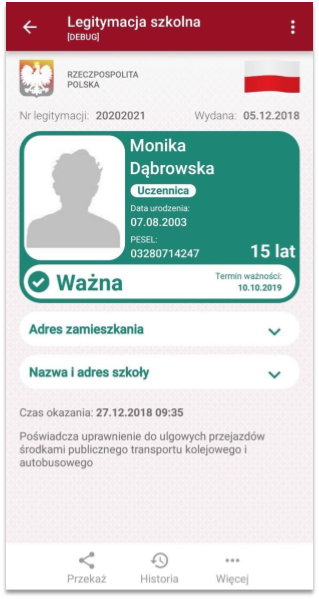 Legitymacja szkolna
[DEBUG]
RZECZPOSPOLITA
POLSKA
Nr legitymacji: 20202021 Wydana: 05.12.2018
Monika
Dąbrowska
Uczennica
Data urodzenia:
07.08.2003
PESEL:
03280714247
15 lat
Ważna
Termin ważności:
10.10.2019
Adres zamieszkania
Nazwa i adres szkoły
Czas okazania: 27.12.2018 09:35
Poświadcza uprawnienie do ulgowych przejazdów
środkami publicznego transportu kolejowego i
autobusowego
Przekaż Historia Więcej